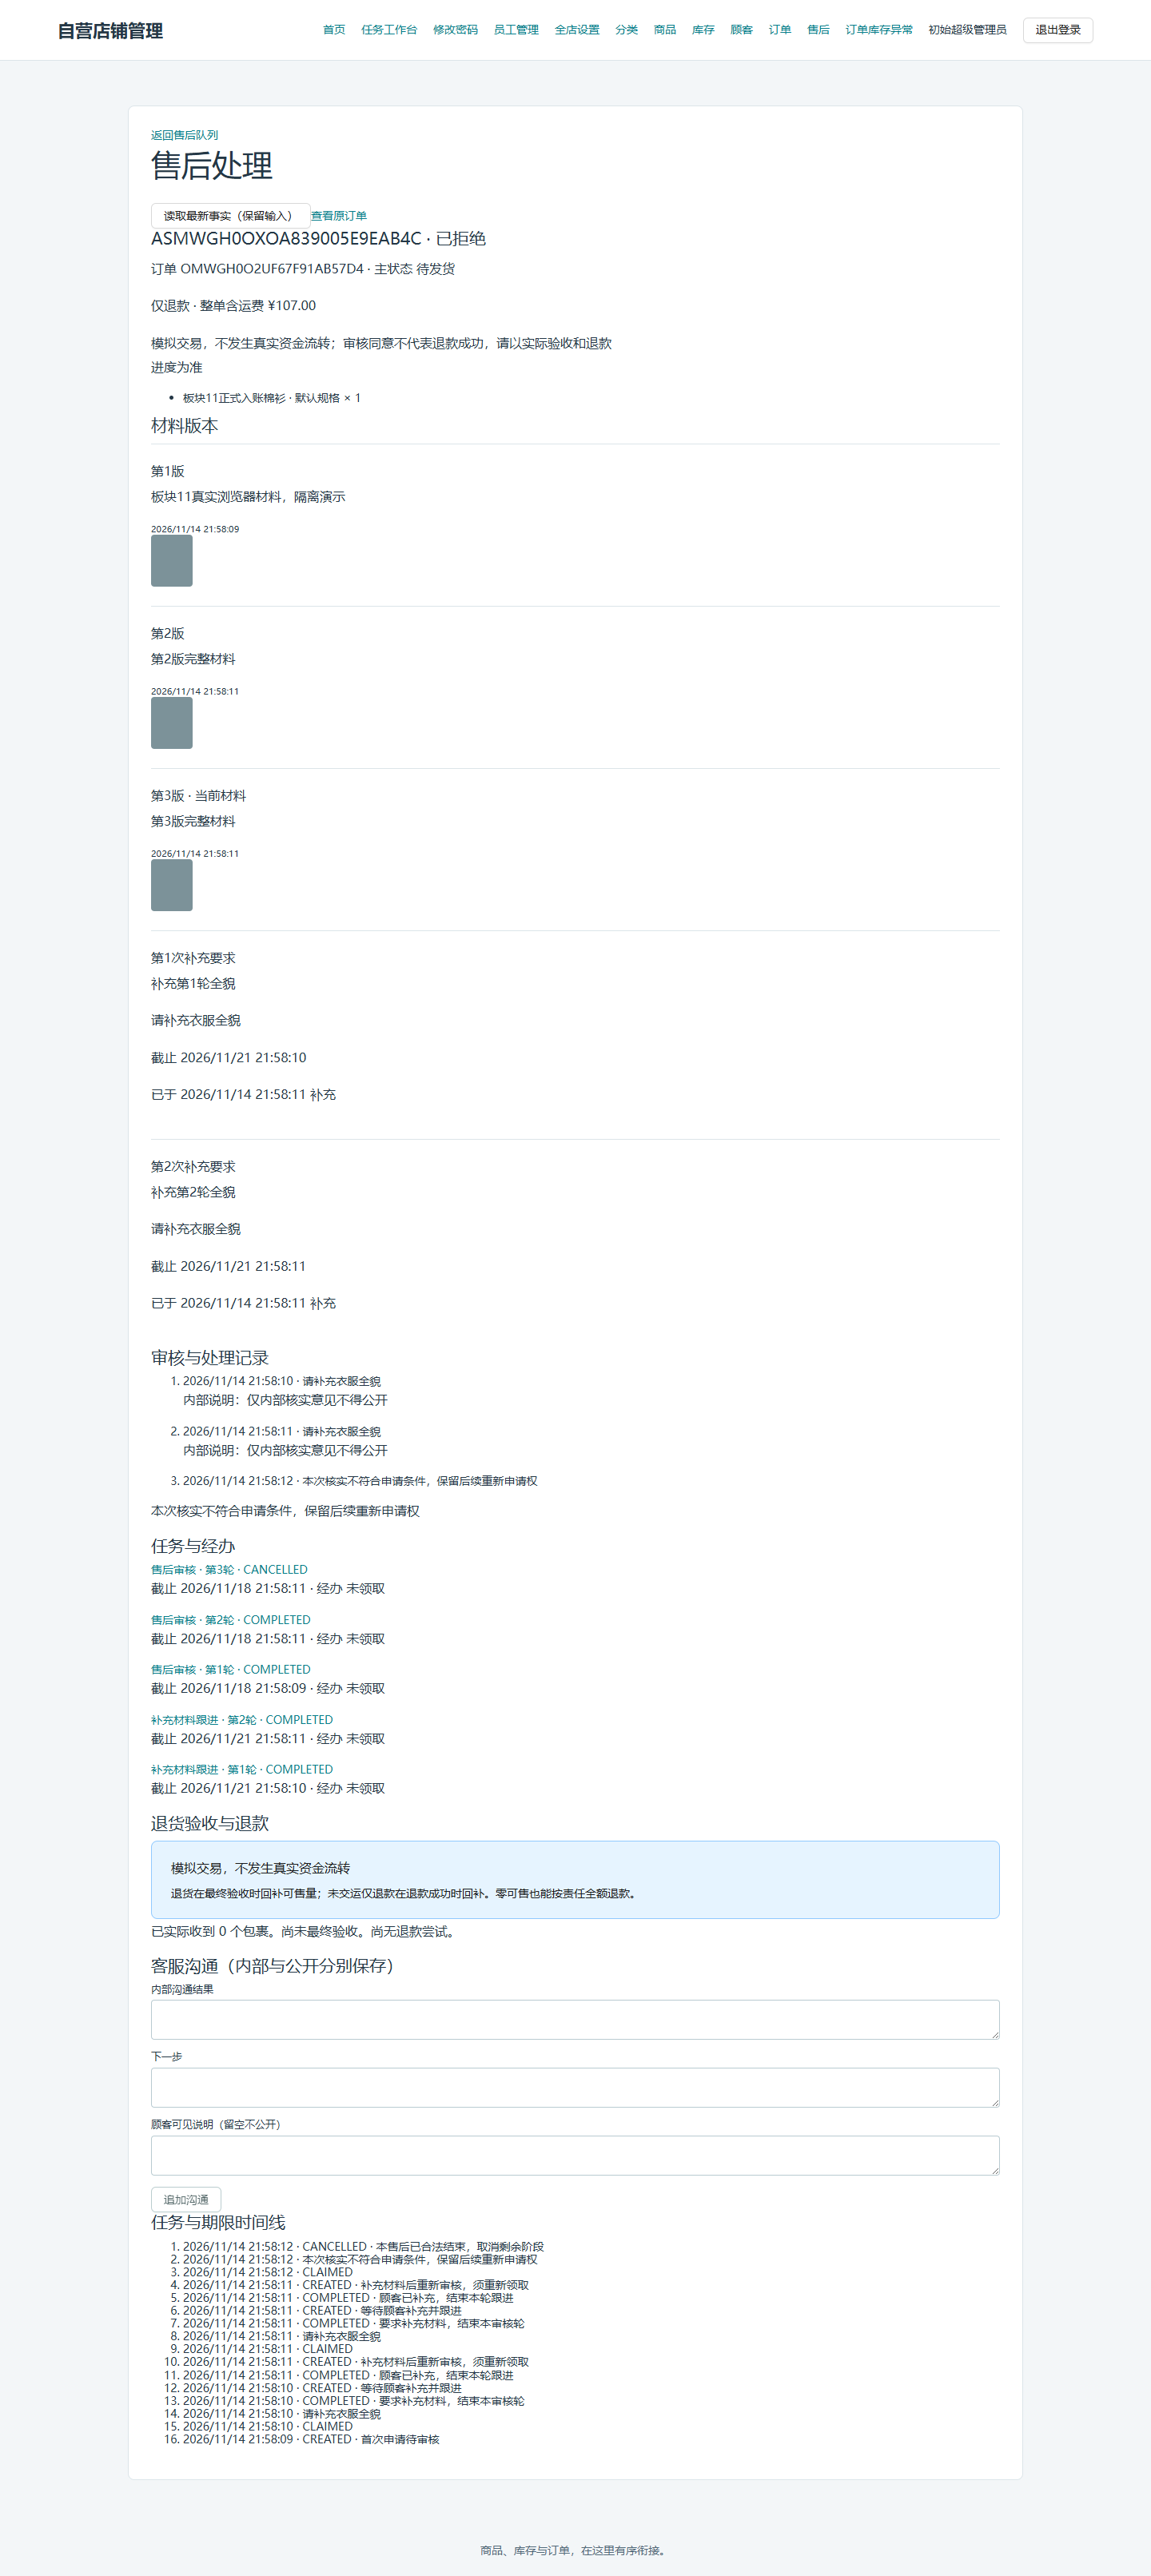 自营店铺管理
首页 任务工作台 修改密码 员工管理 全店设置 分类 商品 库存 顾客 订单 售后 订单库存异常 初始超级管理员 退出登录
返回售后队列
售后处理
读取最新事实（保留输入） 查看原订单
ASMWGH0OXOA839005E9EAB4C · 已拒绝
订单 OMWGH0O2UF67F91AB57D4 · 主状态 待发货
仅退款 · 整单含运费 ¥107.00
模拟交易，不发生真实资金流转；审核同意不代表退款成功，请以实际验收和退款
进度为准
• 板块11正式入账棉衫 · 默认规格 × 1
材料版本
第1版
板块11真实浏览器材料，隔离演示
2026/11/14 21:58:09
第2版
第2版完整材料
2026/11/14 21:58:11
第3版 · 当前材料
第3版完整材料
2026/11/14 21:58:11
第1次补充要求
补充第1轮全貌
请补充衣服全貌
截止 2026/11/21 21:58:10
已于 2026/11/14 21:58:11 补充
第2次补充要求
补充第2轮全貌
请补充衣服全貌
截止 2026/11/21 21:58:11
已于 2026/11/14 21:58:11 补充
审核与处理记录
1. 2026/11/14 21:58:10 · 请补充衣服全貌
内部说明：仅内部核实意见不得公开
2. 2026/11/14 21:58:11 · 请补充衣服全貌
内部说明：仅内部核实意见不得公开
3. 2026/11/14 21:58:12 · 本次核实不符合申请条件，保留后续重新申请权
本次核实不符合申请条件，保留后续重新申请权
任务与经办
售后审核 · 第3轮 · CANCELLED
截止 2026/11/18 21:58:11 · 经办 未领取
售后审核 · 第2轮 · COMPLETED
截止 2026/11/18 21:58:11 · 经办 未领取
售后审核 · 第1轮 · COMPLETED
截止 2026/11/18 21:58:09 · 经办 未领取
补充材料跟进 · 第2轮 · COMPLETED
截止 2026/11/21 21:58:11 · 经办 未领取
补充材料跟进 · 第1轮 · COMPLETED
截止 2026/11/21 21:58:10 · 经办 未领取
退货验收与退款
模拟交易，不发生真实资金流转
退货在最终验收时回补可售量；未交运仅退款在退款成功时回补。零可售也能按责任全额退款。
已实际收到 0 个包裹。尚未最终验收。尚无退款尝试。
客服沟通（内部与公开分别保存）
内部沟通结果
下一步
顾客可见说明（留空不公开）
追加沟通
任务与期限时间线
1. 2026/11/14 21:58:12 · CANCELLED · 本售后已合法结束，取消剩余阶段
2. 2026/11/14 21:58:12 · 本次核实不符合申请条件，保留后续重新申请权
3. 2026/11/14 21:58:12 · CLAIMED
4. 2026/11/14 21:58:11 · CREATED · 补充材料后重新审核，须重新领取
5. 2026/11/14 21:58:11 · COMPLETED · 顾客已补充，结束本轮跟进
6. 2026/11/14 21:58:11 · CREATED · 等待顾客补充并跟进
7. 2026/11/14 21:58:11 · COMPLETED · 要求补充材料，结束本审核轮
8. 2026/11/14 21:58:11 · 请补充衣服全貌
9. 2026/11/14 21:58:11 · CLAIMED
10. 2026/11/14 21:58:11 · CREATED · 补充材料后重新审核，须重新领取
11. 2026/11/14 21:58:11 · COMPLETED · 顾客已补充，结束本轮跟进
12. 2026/11/14 21:58:10 · CREATED · 等待顾客补充并跟进
13. 2026/11/14 21:58:10 · COMPLETED · 要求补充材料，结束本审核轮
14. 2026/11/14 21:58:10 · 请补充衣服全貌
15. 2026/11/14 21:58:10 · CLAIMED
16. 2026/11/14 21:58:09 · CREATED · 首次申请待审核
商品、库存与订单，在这里有序衔接。